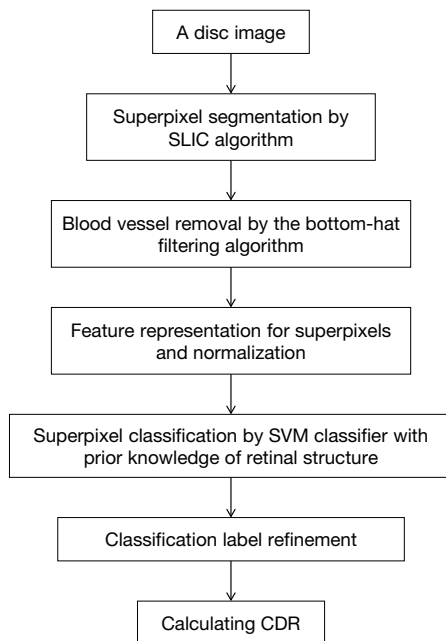 A disc image
Superpixel segmentation by
SLIC algorithm
Blood vessel removal by the bottom-hat
filtering algorithm
Feature representation for superpixels
and normalization
Superpixel classification by SVM classifier with
prior knowledge of retinal structure
Classification label refinement
Calculating CDR